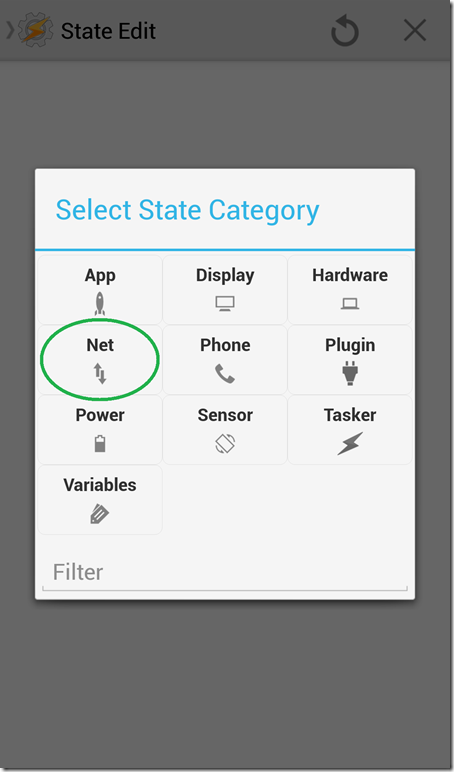 State Edit
Select State Category
App Display Hardware
Net Phone Plugin
Power Sensor Tasker
Variables
Filter